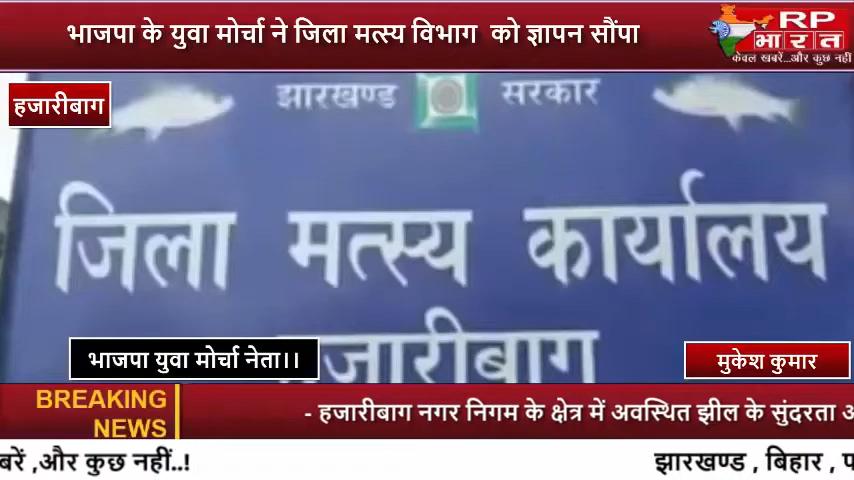 भाजपा के युवा मोर्चा ने जिला मत्स्य विभाग को ज्ञापन सौंपा
RP
भारत
केवल खबरें...और कुछ नहीं
हजारीबाग
झारखण्ड सरकार
जिला मत्स्य कार्यालय
हजारीबाग
भाजपा युवा मोर्चा नेता।।
मुकेश कुमार
BREAKING
NEWS
- हजारीबाग नगर निगम के क्षेत्र में अवस्थित झील के सुंदरता
बरें ,और कुछ नहीं..! झारखण्ड , बिहार ,